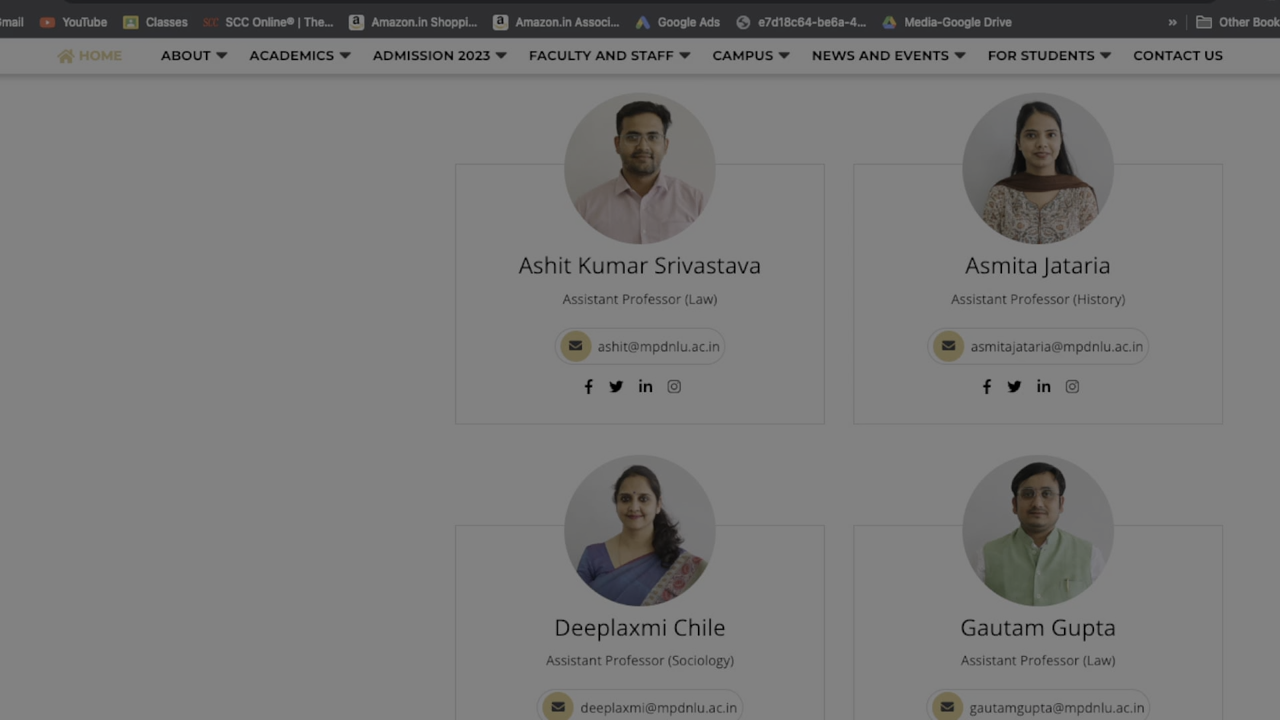 Gmail YouTube Classes SCC Online® | The... Amazon.in Shoppi... Amazon.in Associ... Google Ads e7d18c64-be6a-4... Media-Google Drive » Other Book
HOME ABOUT ACADEMICS ADMISSION 2023 FACULTY AND STAFF CAMPUS NEWS AND EVENTS FOR STUDENTS CONTACT US
Ashit Kumar Srivastava
Assistant Professor (Law)
ashit@mpdnlu.ac.in
Asmita Jataria
Assistant Professor (History)
asmitajataria@mpdnlu.ac.in
Deeplaxmi Chile
Assistant Professor (Sociology)
deeplaxmi@mpdnlu.ac.in
Gautam Gupta
Assistant Professor (Law)
gautamgupta@mpdnlu.ac.in